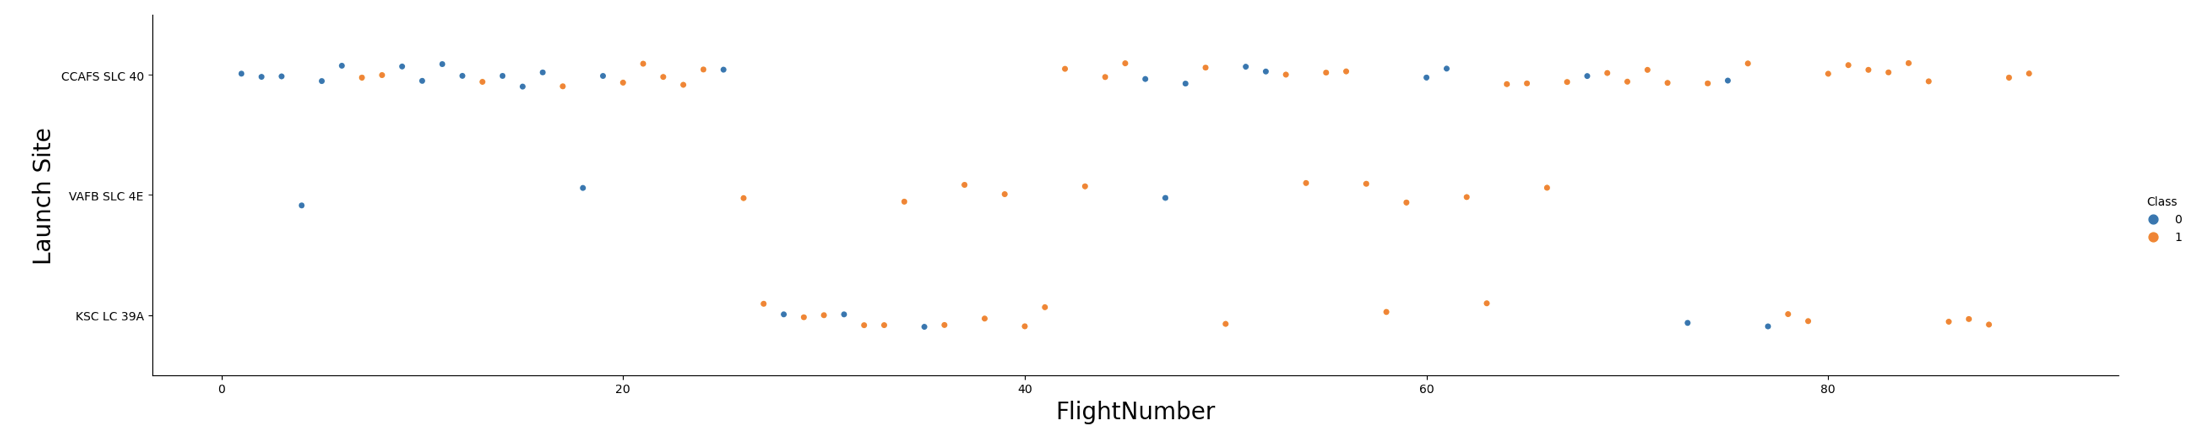 Launch Site
CCAFS SLC 40
VAFB SLC 4E
KSC LC 39A
0
20
40
60
80
FlightNumber
Class
0
1